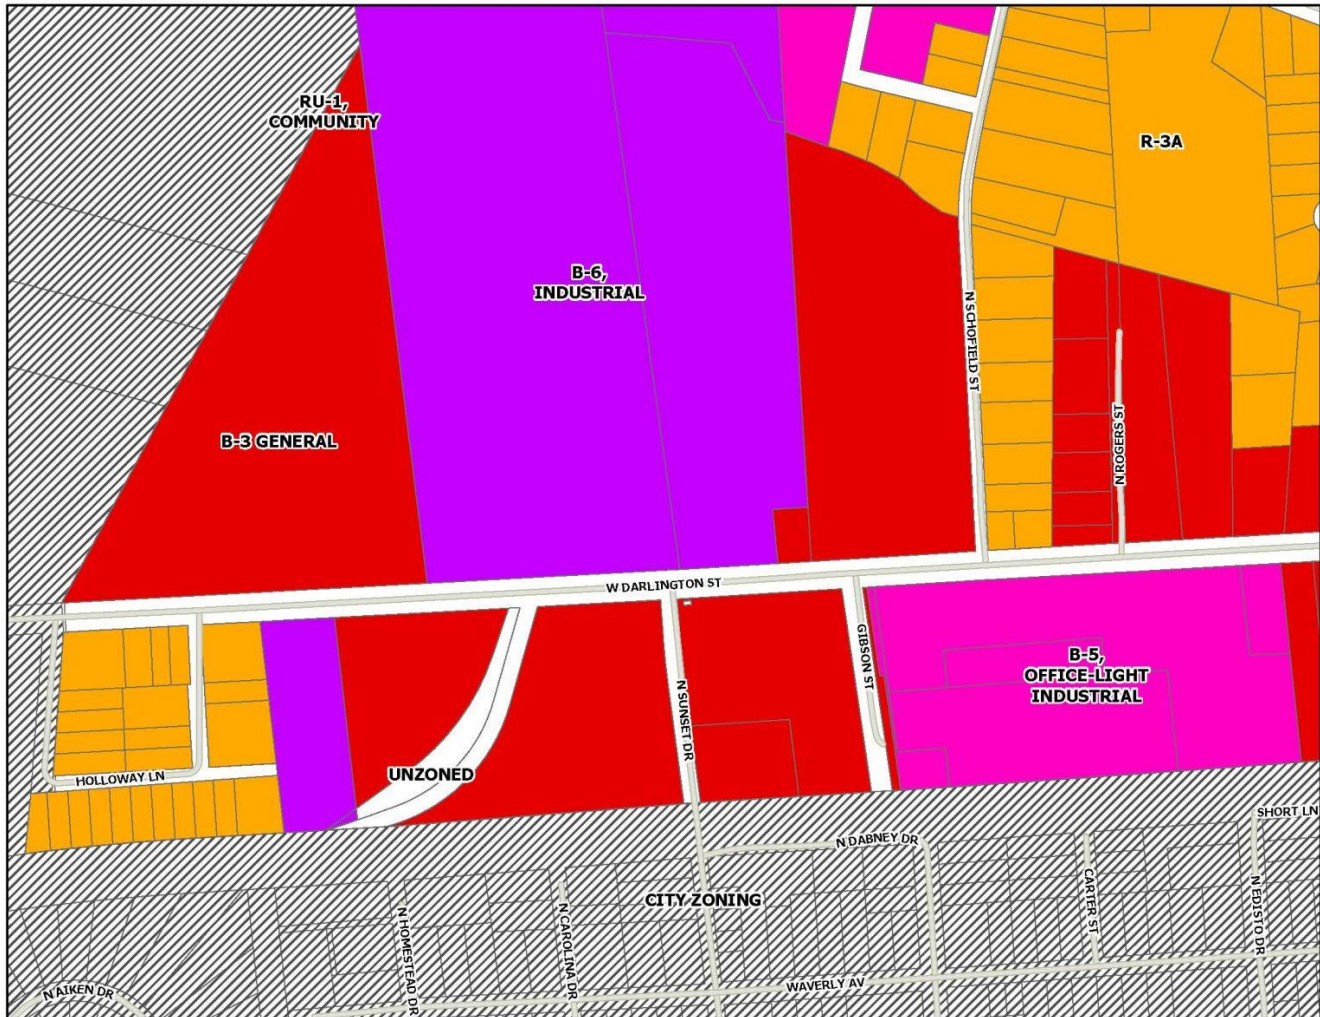 RU-1,
COMMUNITY
R-3A
B-6,
INDUSTRIAL
N SCHOFIELD ST
B-3 GENERAL
N ROGERS ST
W DARLINGTON ST
GIBSON ST
B-5,
OFFICE-LIGHT
INDUSTRIAL
N SUNSET DR
HOLLOWAY LN
UNZONED
SHORT LN
N DABNEY DR
CARTER ST
CITY ZONING
N EDISTO DR
N HOMESTEAD DR
N CAROLINA DR
WAVERLY AV
N AIKEN DR